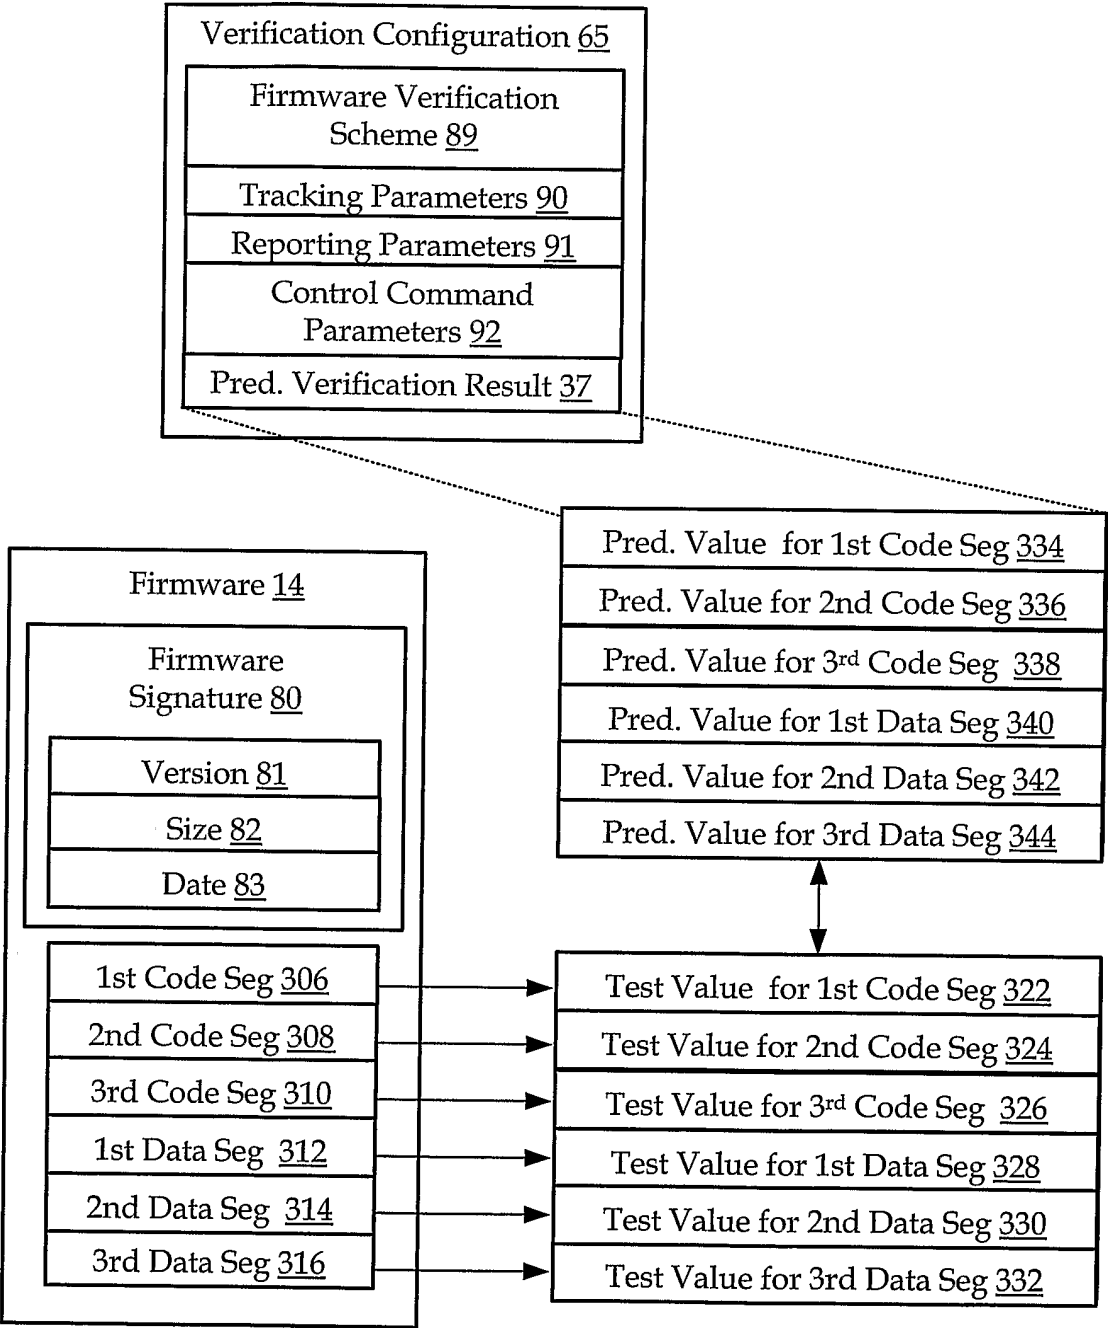 Verification Configuration 65
Firmware Verification
Scheme 89
Tracking Parameters 90
Reporting Parameters 91
Control Command
Parameters 92
Pred. Verification Result 37
Pred. Value for 1st Code Seg 334
Pred. Value for 2nd Code Seg 336
Pred. Value for 3rd Code Seg 338
Pred. Value for 1st Data Seg 340
Pred. Value for 2nd Data Seg 342
Pred. Value for 3rd Data Seg 344
Firmware 14
Firmware
Signature 80
Version 81
Size 82
Date 83
1st Code Seg 306
2nd Code Seg 308
3rd Code Seg 310
1st Data Seg 312
2nd Data Seg 314
3rd Data Seg 316
Test Value for 1st Code Seg 322
Test Value for 2nd Code Seg 324
Test Value for 3rd Code Seg 326
Test Value for 1st Data Seg 328
Test Value for 2nd Data Seg 330
Test Value for 3rd Data Seg 332